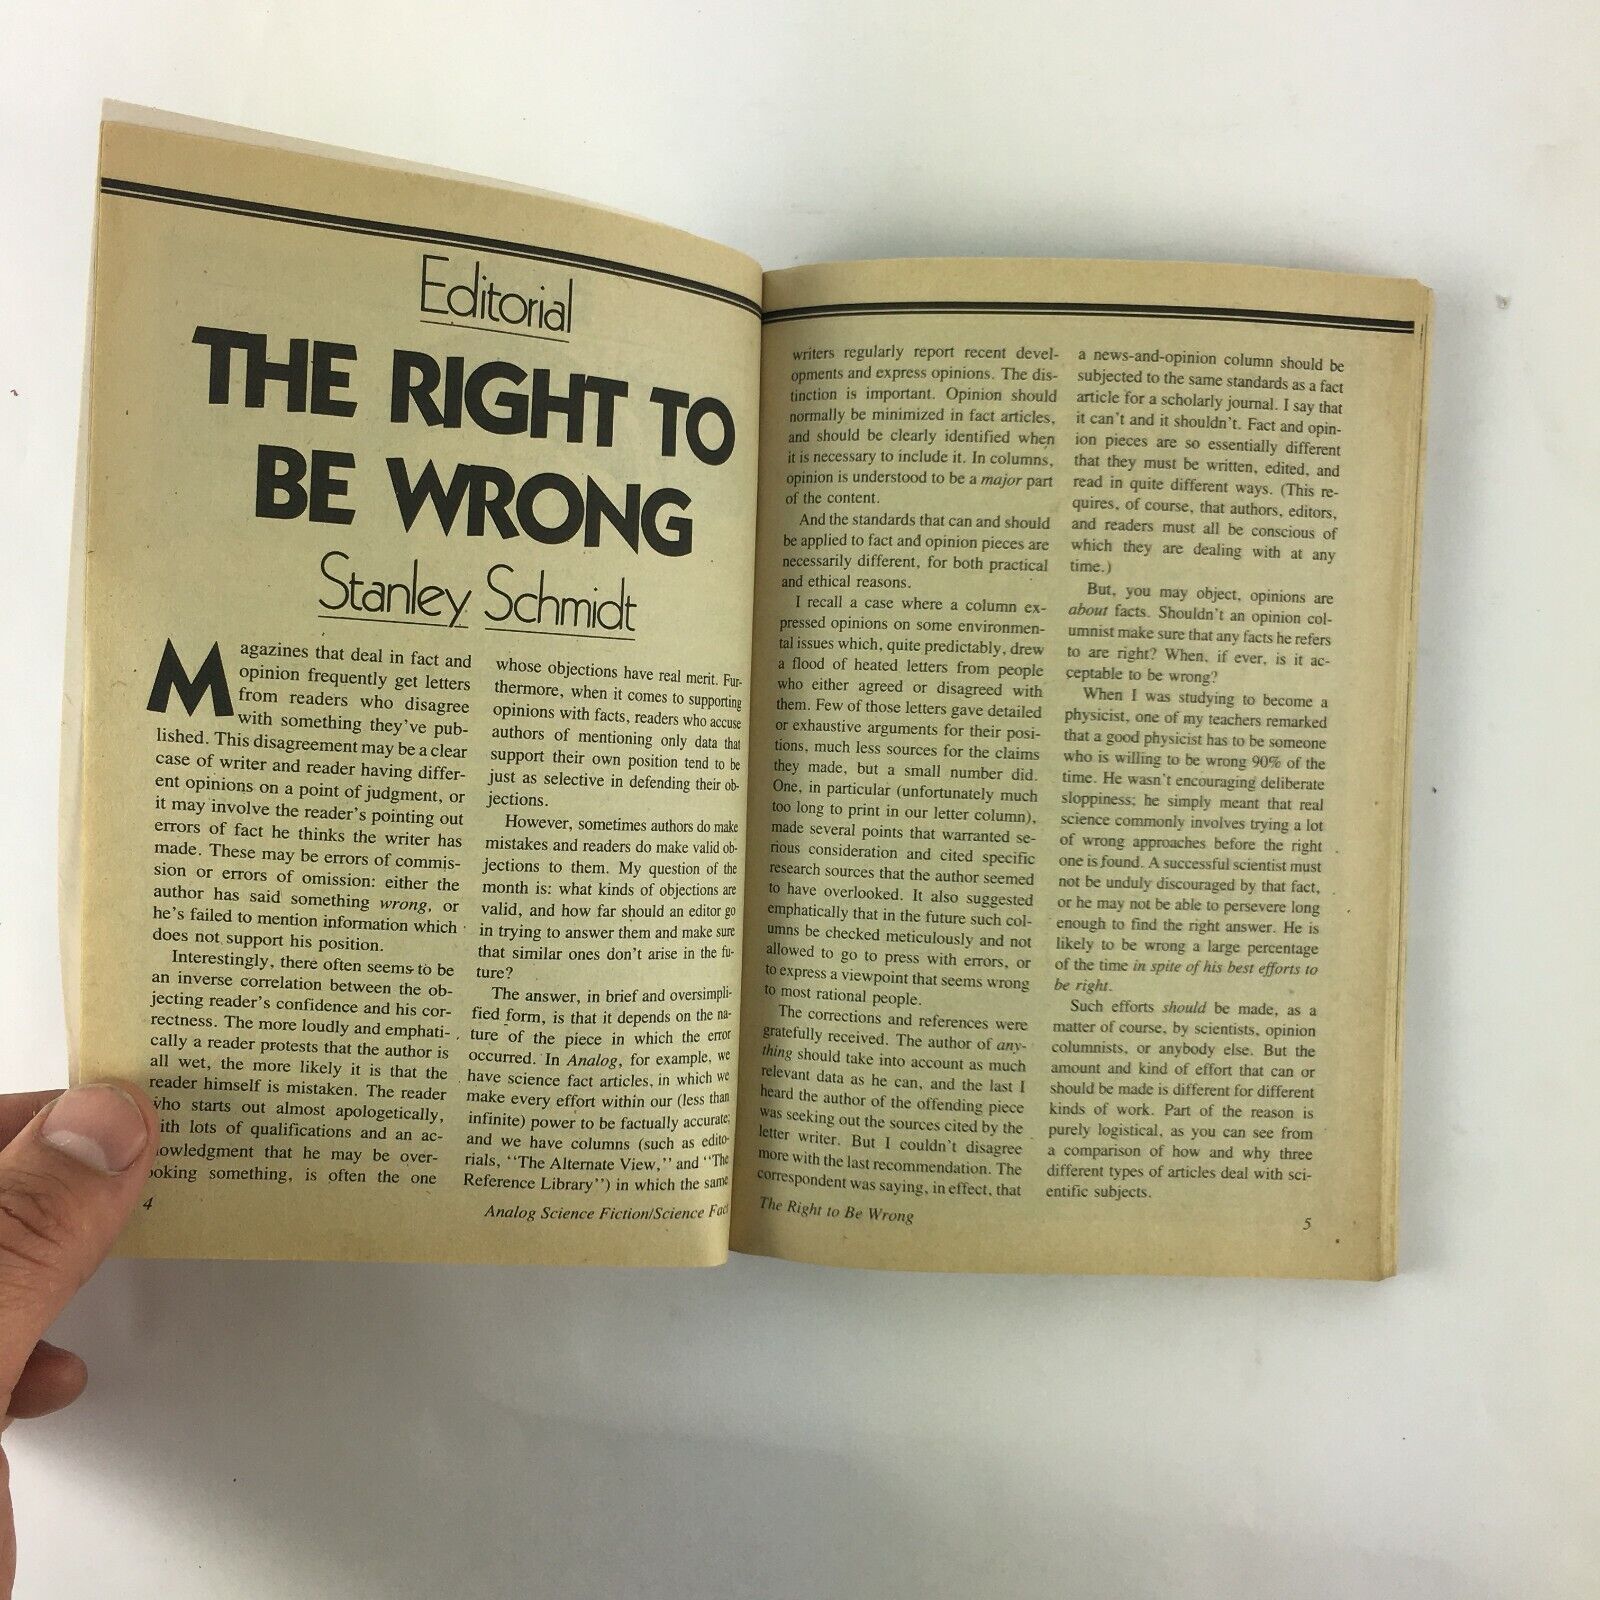 Editorial
THE RIGHT TO
BE WRONG
Stanley Schmidt
Magazines that deal in fact and
opinion frequently get letters
from readers who disagree
with something they've pub-
lished. This disagreement may be a clear
case of writer and reader having differ-
ent opinions on a point of judgment, or
it may involve the reader's pointing out
errors of fact he thinks the writer has
made. These may be errors of commis-
sion or errors of omission: either the
author has said something wrong, or
he's failed to mention information which
does not support his position.
Interestingly, there often seems to be
an inverse correlation between the ob-
jecting reader's confidence and his cor-
rectness. The more loudly and emphati-
cally a reader protests that the author is
all wet, the more likely it is that the
reader himself is mistaken. The reader
who starts out almost apologetically,
with lots of qualifications and an ac-
knowledgment that he may be over-
looking something, is often the one
whose objections have real merit. Fur-
thermore, when it comes to supporting
opinions with facts, readers who accuse
authors of mentioning only data that
support their own position tend to be
just as selective in defending their ob-
jections.
However, sometimes authors do make
mistakes and readers do make valid ob-
jections to them. My question of the
month is: what kinds of objections are
valid, and how far should an editor go
in trying to answer them and make sure
that similar ones don't arise in the fu-
ture?
The answer, in brief and oversimpli-
fied form, is that it depends on the na-
ture of the piece in which the error
occurred. In Analog, for example, we
have science fact articles, in which we
make every effort within our (less than
infinite) power to be factually accurate;
and we have columns (such as edito-
rials, "The Alternate View," and "The
Reference Library") in which the same
4
Analog Science Fiction/Science Fact
writers regularly report recent devel-
opments and express opinions. The dis-
tinction is important. Opinion should
normally be minimized in fact articles,
and should be clearly identified when
it is necessary to include it. In columns,
opinion is understood to be a major part
of the content.
And the standards that can and should
be applied to fact and opinion pieces are
necessarily different, for both practical
and ethical reasons.
I recall a case where a column ex-
pressed opinions on some environmen-
tal issues which, quite predictably, drew
a flood of heated letters from people
who either agreed or disagreed with
them. Few of those letters gave detailed
or exhaustive arguments for their posi-
tions, much less sources for the claims
they made, but a small number did.
One, in particular (unfortunately much
too long to print in our letter column),
made several points that warranted se-
rious consideration and cited specific
research sources that the author seemed
to have overlooked. It also suggested
emphatically that in the future such col-
umns be checked meticulously and not
allowed to go to press with errors, or
to express a viewpoint that seems wrong
to most rational people.
The corrections and references were
gratefully received. The author of any-
thing should take into account as much
relevant data as he can, and the last I
heard the author of the offending piece
was seeking out the sources cited by the
letter writer. But I couldn't disagree
more with the last recommendation. The
correspondent was saying, in effect, that
a news-and-opinion column should be
subjected to the same standards as a fact
article for a scholarly journal. I say that
it can't and it shouldn't. Fact and opin-
ion pieces are so essentially different
that they must be written, edited, and
read in quite different ways. (This re-
quires, of course, that authors, editors,
and readers must all be conscious of
which they are dealing with at any
time.)
But, you may object, opinions are
about facts. Shouldn't an opinion col-
umnist make sure that any facts he refers
to are right? When, if ever, is it ac-
ceptable to be wrong?
When I was studying to become a
physicist, one of my teachers remarked
that a good physicist has to be someone
who is willing to be wrong 90% of the
time. He wasn't encouraging deliberate
sloppiness; he simply meant that real
science commonly involves trying a lot
of wrong approaches before the right
one is found. A successful scientist must
not be unduly discouraged by that fact,
or he may not be able to persevere long
enough to find the right answer. He is
likely to be wrong a large percentage
of the time in spite of his best efforts to
be right.
Such efforts should be made, as a
matter of course, by scientists, opinion
columnists, or anybody else. But the
amount and kind of effort that can or
should be made is different for different
kinds of work. Part of the reason is
purely logistical, as you can see from
a comparison of how and why three
different types of articles deal with sci-
entific subjects.
The Right to Be Wrong
5